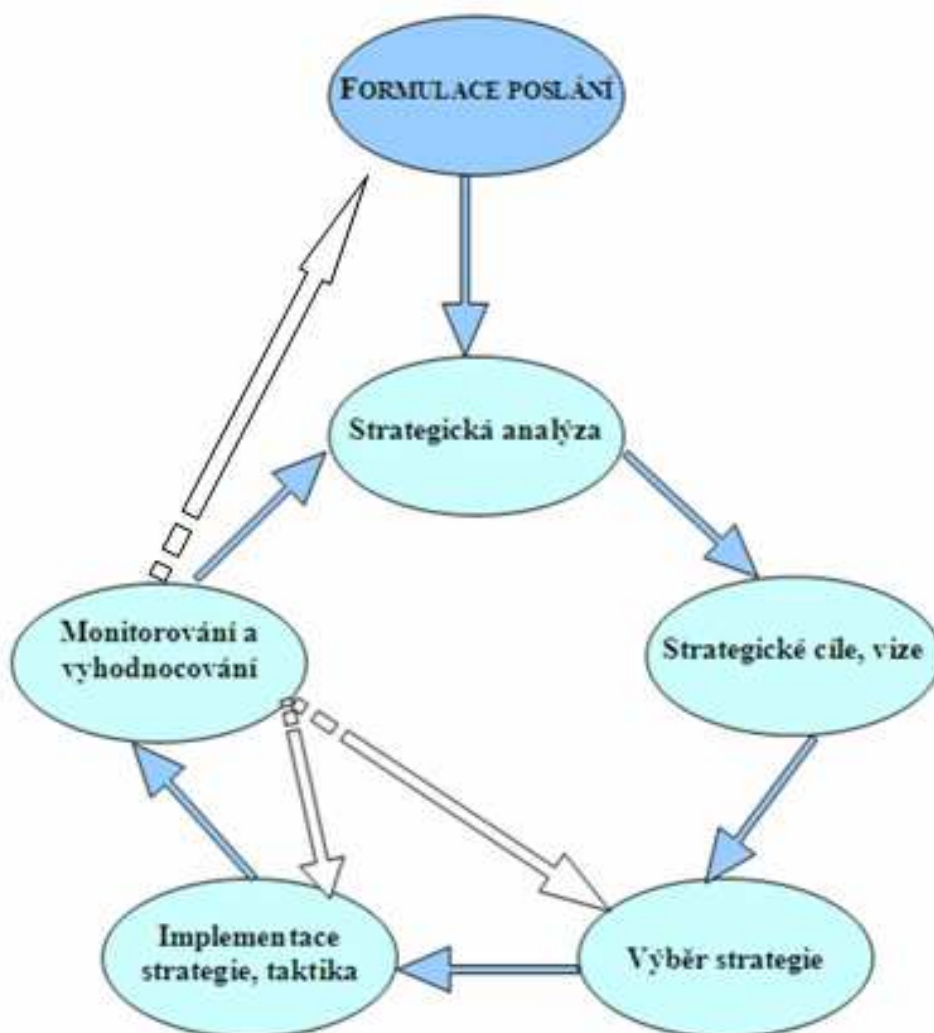 FORMULACE POSLÁNÍ
Strategická analýza
Monitorování a
vyhodnocování
Strategické cíle, vize
Implementace
strategie, taktika
Výběr strategie